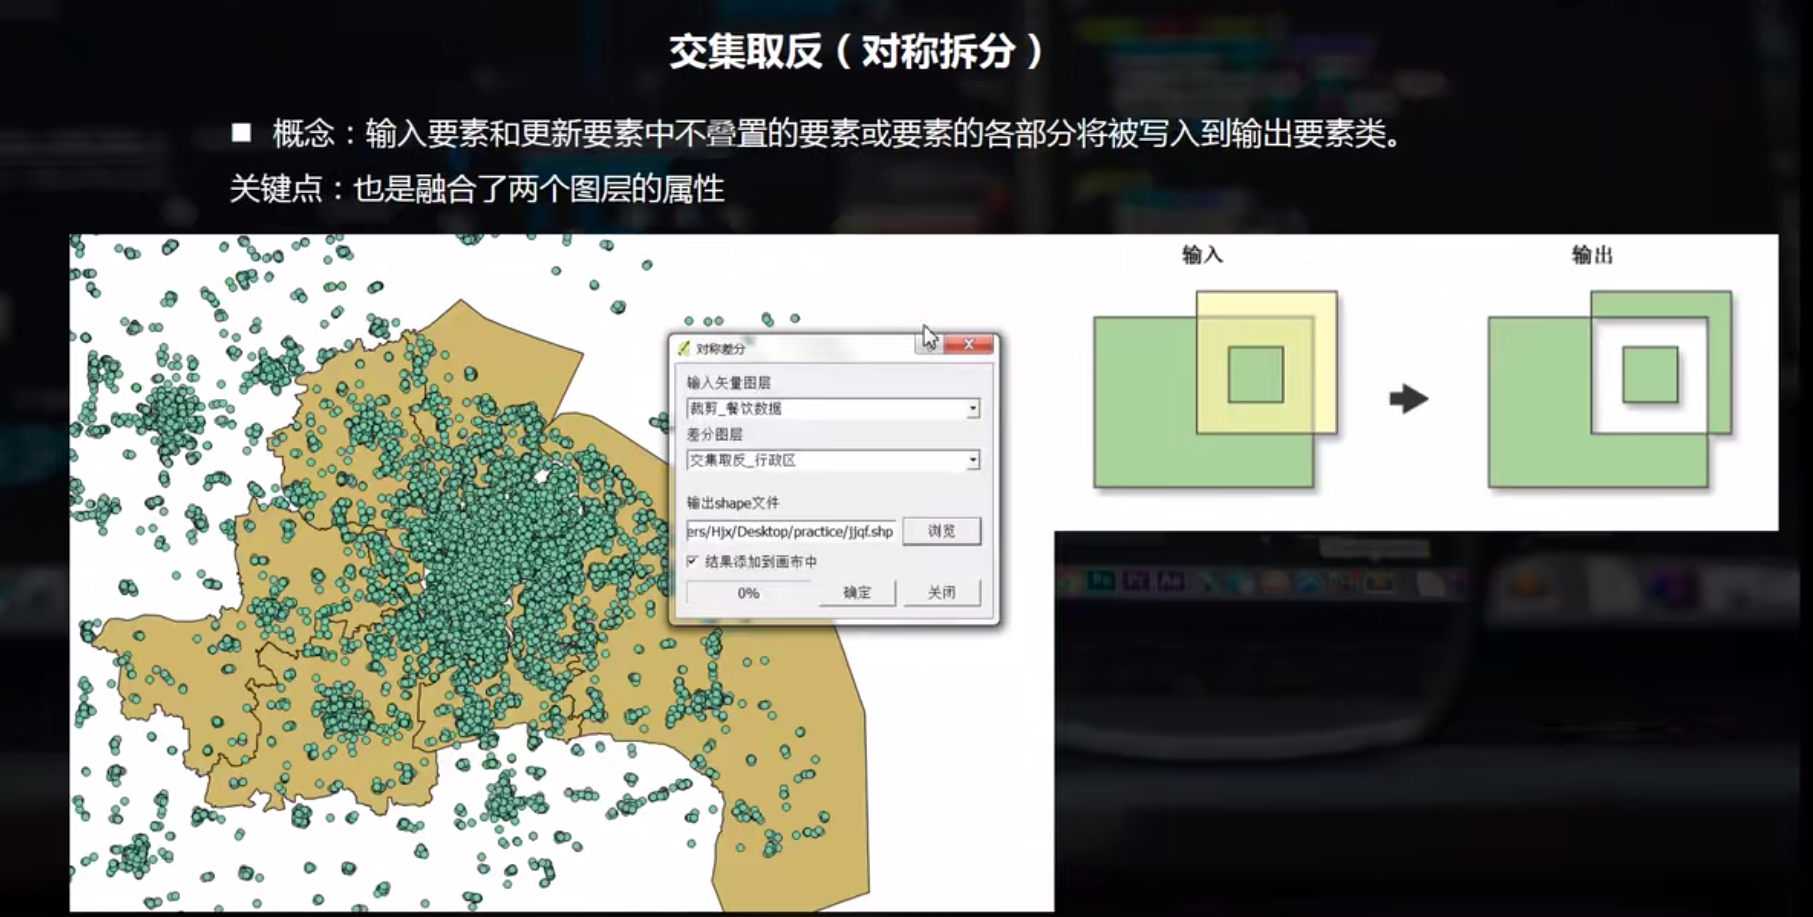 交集取反（对称拆分）
■ 概念：输入要素和更新要素中不叠置的要素或要素的各部分将被写入到输出要素类。
关键点：也是融合了两个图层的属性
输入
输出
对称差分
输入矢量图层
裁剪_餐饮数据
差分图层
交集取反_行政区
输出shape文件
ers/Hjx/Desktop/practice/jjqf.shp
浏览
结果添加到画布中
0%
确定
关闭